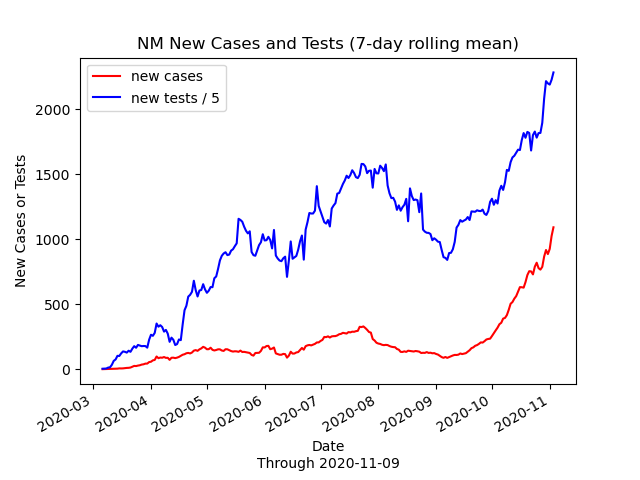 NM New Cases and Tests (7-day rolling mean)
new cases
new tests / 5
New Cases or Tests
2000
1500
1000
500
0
2020-03
2020-04
2020-05
2020-06
2020-07
2020-08
2020-09
2020-10
2020-11
Date
Through 2020-11-09